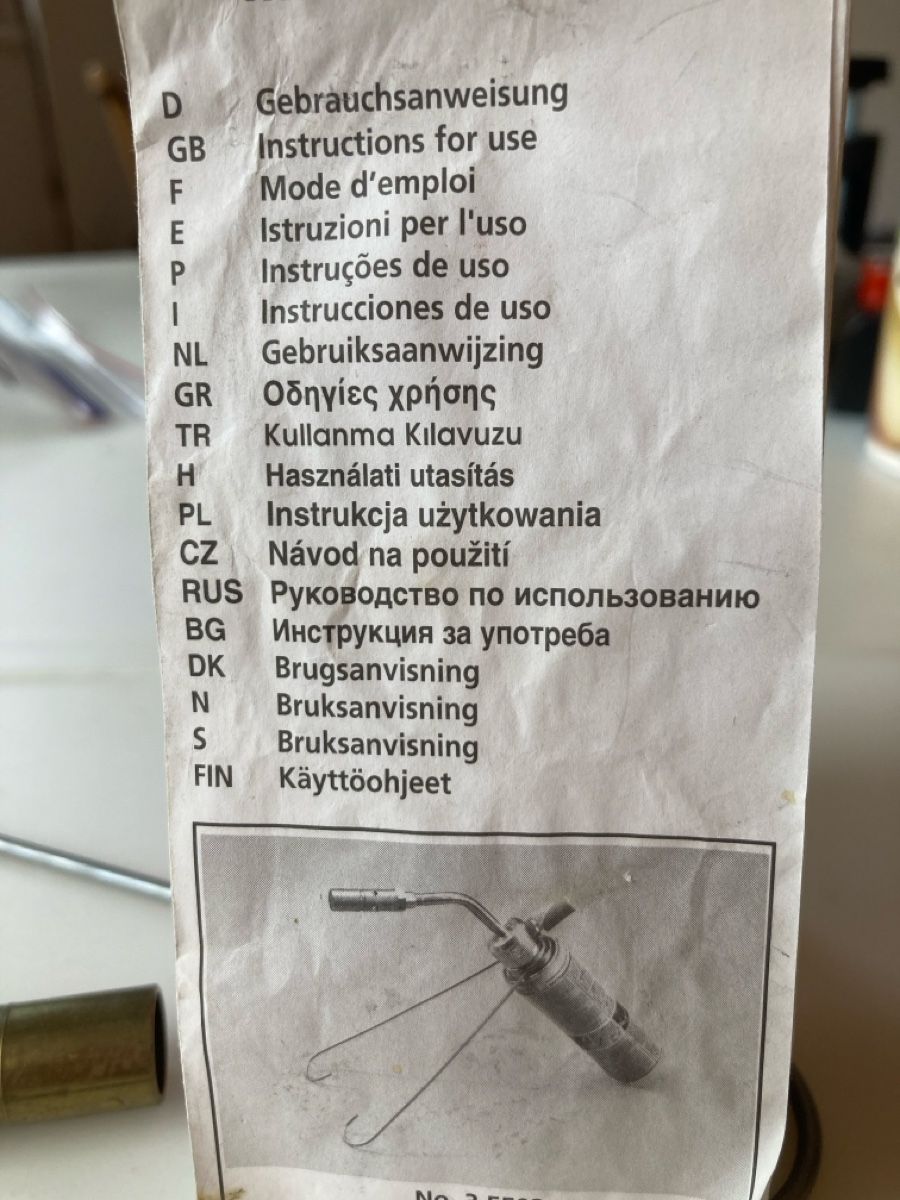 D Gebrauchsanweisung
GB Instructions for use
F Mode d'emploi
E Istruzioni per l'uso
P Instruções de uso
I Instrucciones de uso
NL Gebruiksaanwijzing
GR Οδηγίες χρήσης
TR Kullanma Kılavuzu
H Használati utasítás
PL Instrukcja użytkowania
CZ Návod na použití
RUS Руководство по использованию
BG Инструкция за употреба
DK Brugsanvisning
N Bruksanvisning
S Bruksanvisning
FIN Käyttöohjeet
No.